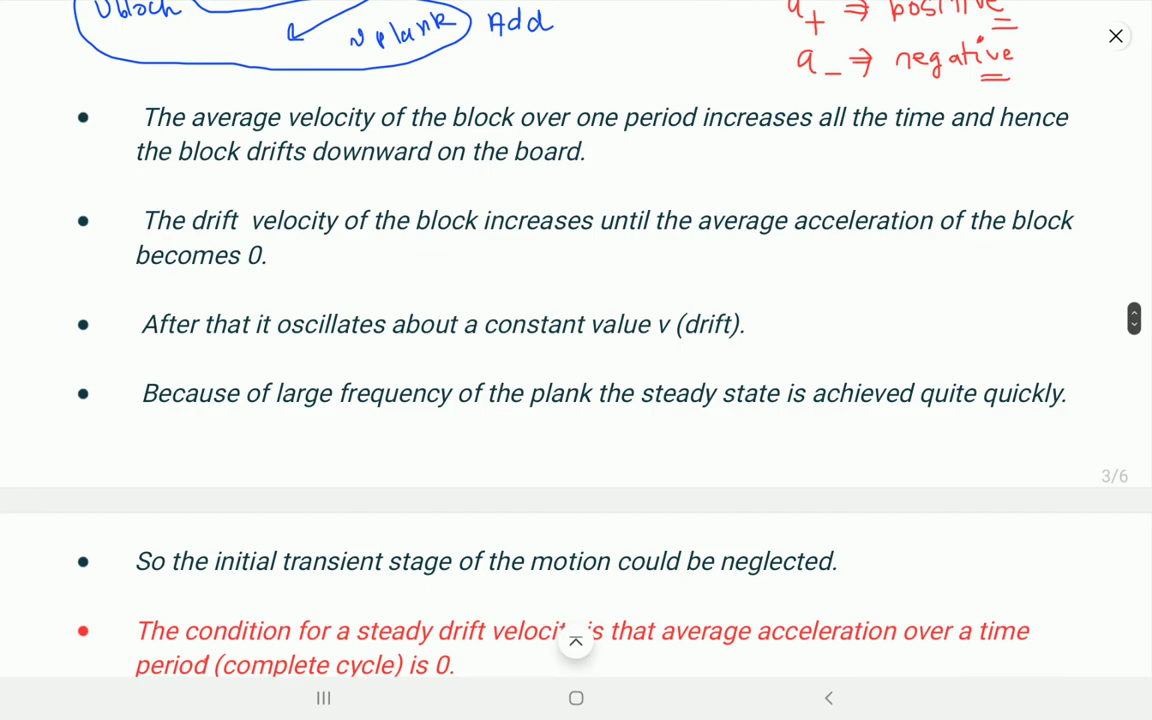 Ublock
v plank Add
a+ ⇒ positive
a_ ⇒ negative
• The average velocity of the block over one period increases all the time and hence
the block drifts downward on the board.
• The drift velocity of the block increases until the average acceleration of the block
becomes 0.
• After that it oscillates about a constant value v (drift).
• Because of large frequency of the plank the steady state is achieved quite quickly.
3/6
• So the initial transient stage of the motion could be neglected.
• The condition for a steady drift velocity is that average acceleration over a time
period (complete cycle) is 0.